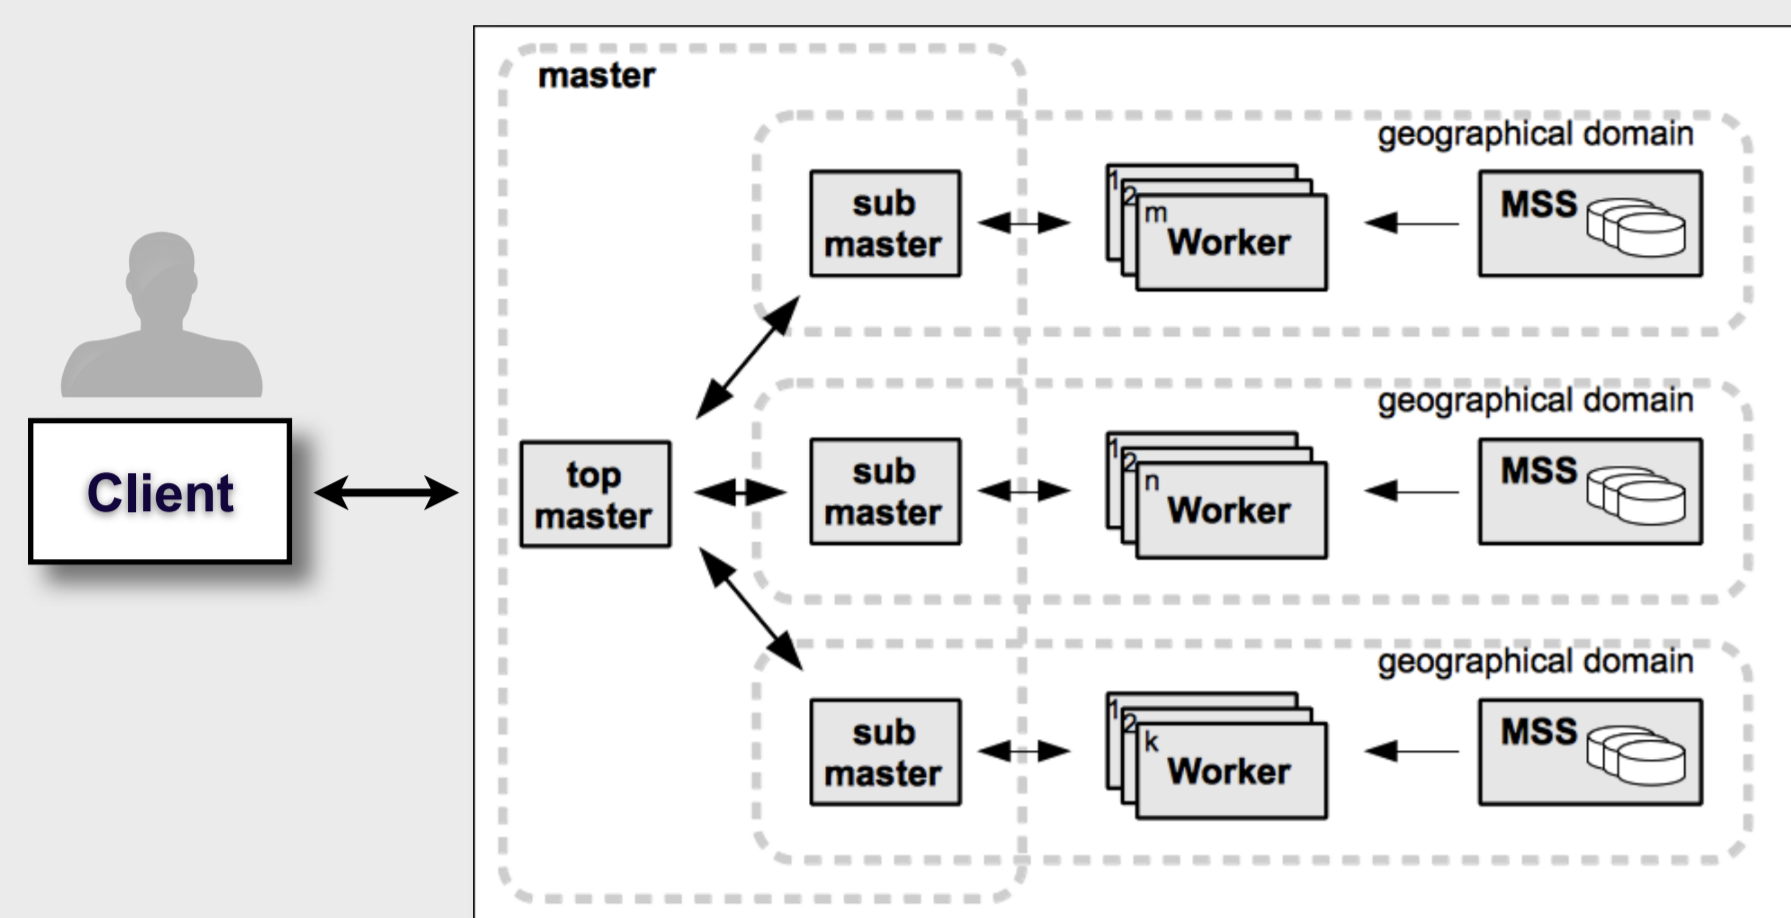 master
geographical domain
sub
master
1
2
m
Worker
MSS
Client
top
master
geographical domain
sub
master
1
2
n
Worker
MSS
geographical domain
sub
master
1
2
k
Worker
MSS